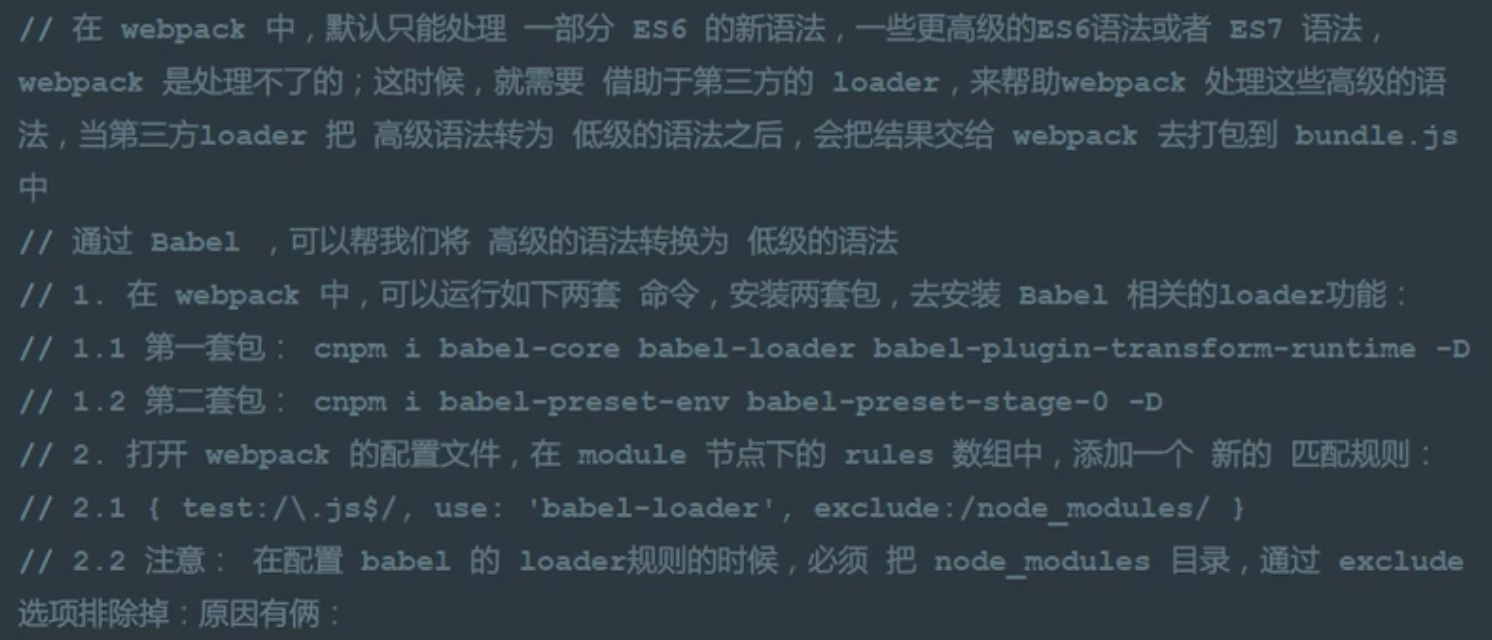 // 在 webpack 中，默认只能处理 一部分 ES6 的新语法，一些更高级的ES6语法或者 ES7 语法，
webpack 是处理不了的；这时候，就需要 借助于第三方的 loader，来帮助webpack 处理这些高级的语
法，当第三方loader 把 高级语法转为 低级的语法之后，会把结果交给 webpack 去打包到 bundle.js
中
// 通过 Babel ，可以帮我们将 高级的语法转换为 低级的语法
// 1. 在 webpack 中，可以运行如下两套 命令，安装两套包，去安装 Babel 相关的loader功能：
// 1.1 第一套包： cnpm i babel-core babel-loader babel-plugin-transform-runtime -D
// 1.2 第二套包： cnpm i babel-preset-env babel-preset-stage-0 -D
// 2. 打开 webpack 的配置文件，在 module 节点下的 rules 数组中，添加一个 新的 匹配规则：
// 2.1 { test:/\.js$/, use: 'babel-loader', exclude:/node_modules/ }
// 2.2 注意： 在配置 babel 的 loader规则的时候，必须 把 node_modules 目录，通过 exclude
选项排除掉：原因有俩：